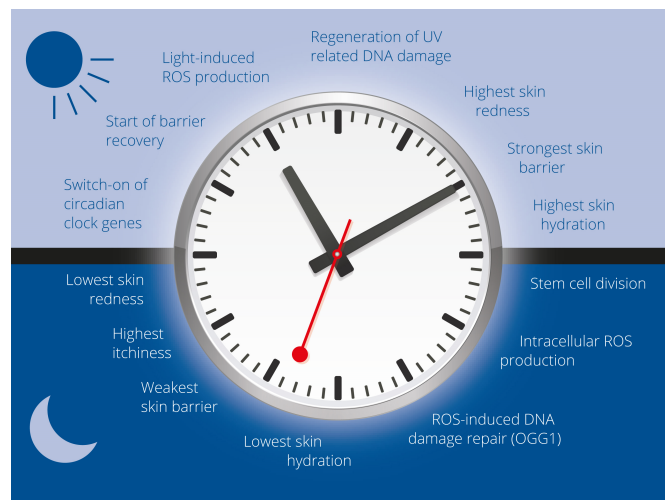 Regeneration of UV
related DNA damage
Light-induced
ROS production
Highest skin
redness
Start of barrier
recovery
Strongest skin
barrier
Switch-on of
circadian
clock genes
Highest skin
hydration
Lowest skin
redness
Stem cell division
Highest
itchiness
Intracellular ROS
production
Weakest
skin barrier
ROS-induced DNA
damage repair (OGG1)
Lowest skin
hydration